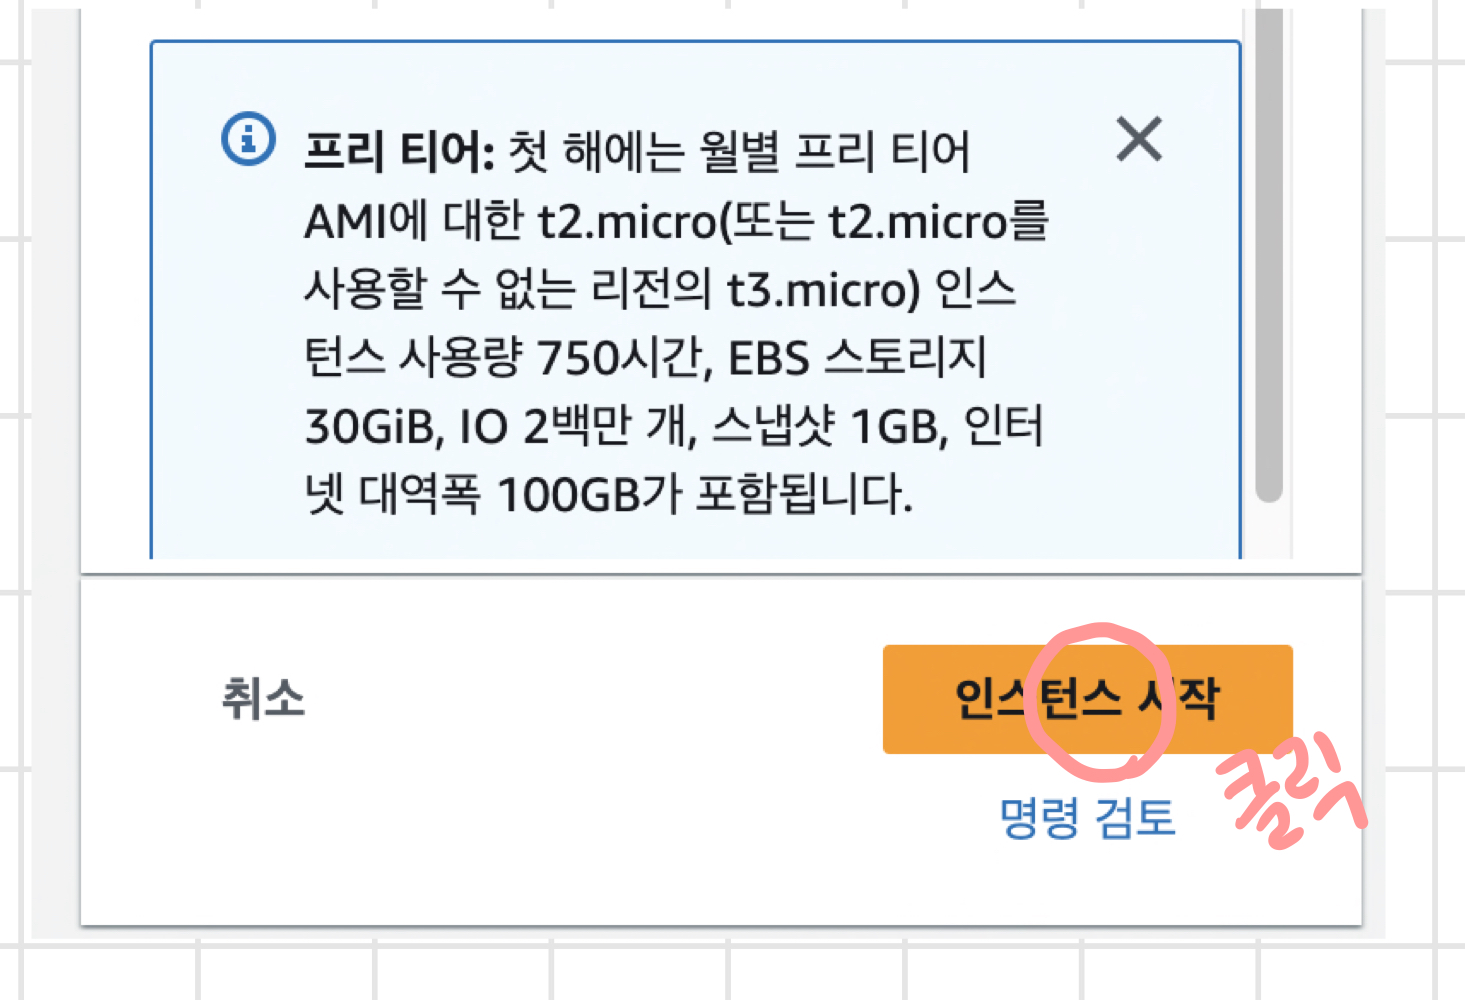 프리 티어: 첫 해에는 월별 프리 티어
AMI에 대한 t2.micro(또는 t2.micro를
사용할 수 없는 리전의 t3.micro) 인스
턴스 사용량 750시간, EBS 스토리지
30GiB, IO 2백만 개, 스냅샷 1GB, 인터
넷 대역폭 100GB가 포함됩니다.
취소
인스턴스 시작
클릭
명령 검토